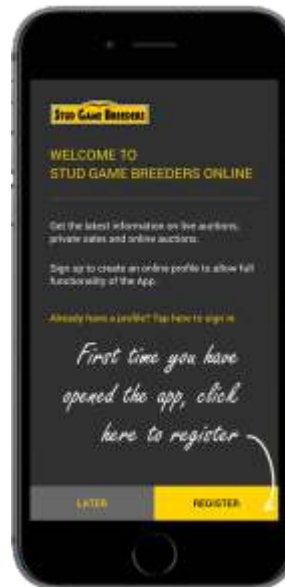 STUD GAME BREEDERS
WELCOME TO
STUD GAME BREEDERS ONLINE
Get the latest information on live auctions,
private sales and online auctions.
Sign up to create an online profile to allow full
functionality of the App.
Already have a profile? Tap here to sign in
First time you have
opened the app, click
here to register
LATER
REGISTER